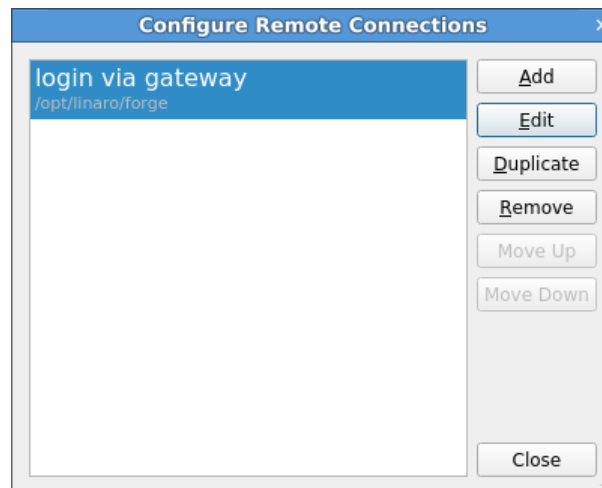 Configure Remote Connections
login via gateway
/opt/linaro/forge
Add
Edit
Duplicate
Remove
Move Up
Move Down
Close